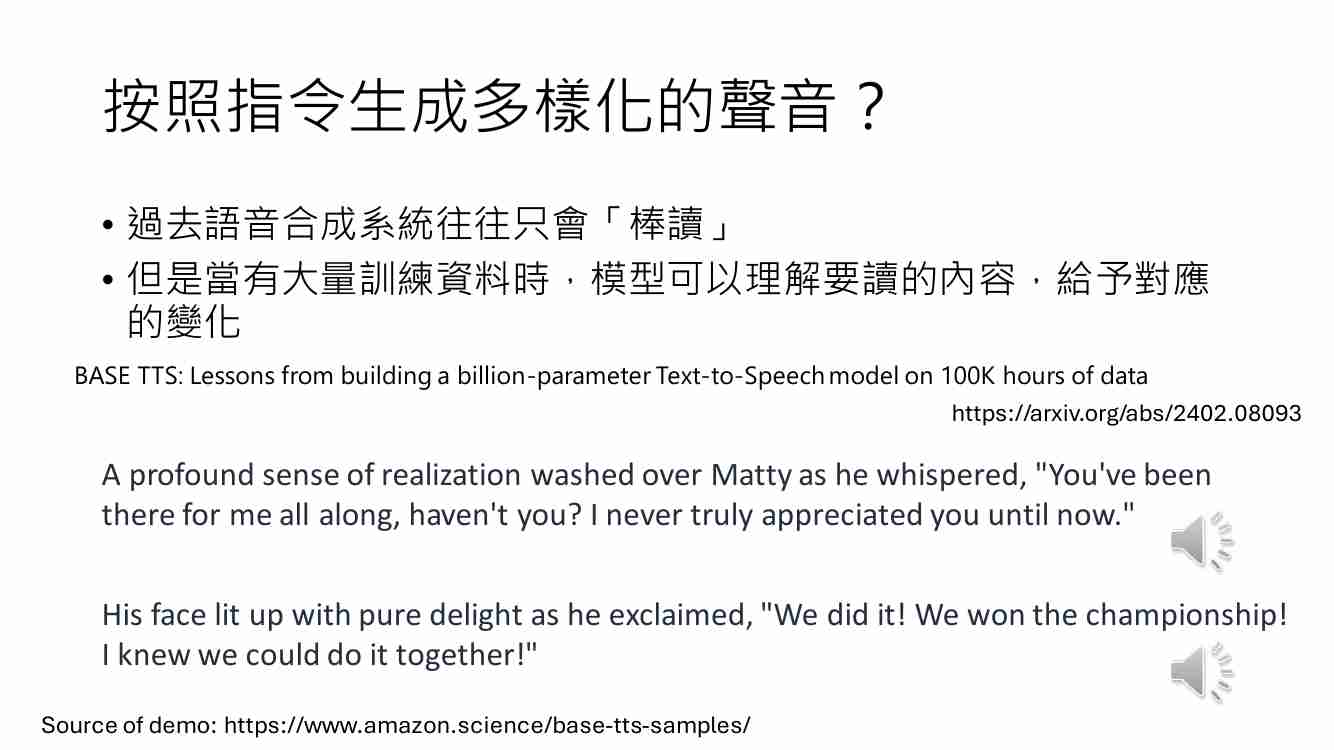 按照指令生成多樣化的聲音？
• 過去語音合成系統往往只會「棒讀」
• 但是當有大量訓練資料時，模型可以理解要讀的內容，給予對應
的變化
BASE TTS: Lessons from building a billion-parameter Text-to-Speech model on 100K hours of data
https://arxiv.org/abs/2402.08093
A profound sense of realization washed over Matty as he whispered, "You've been
there for me all along, haven't you? I never truly appreciated you until now."
His face lit up with pure delight as he exclaimed, "We did it! We won the championship!
I knew we could do it together!"
Source of demo: https://www.amazon.science/base-tts-samples/